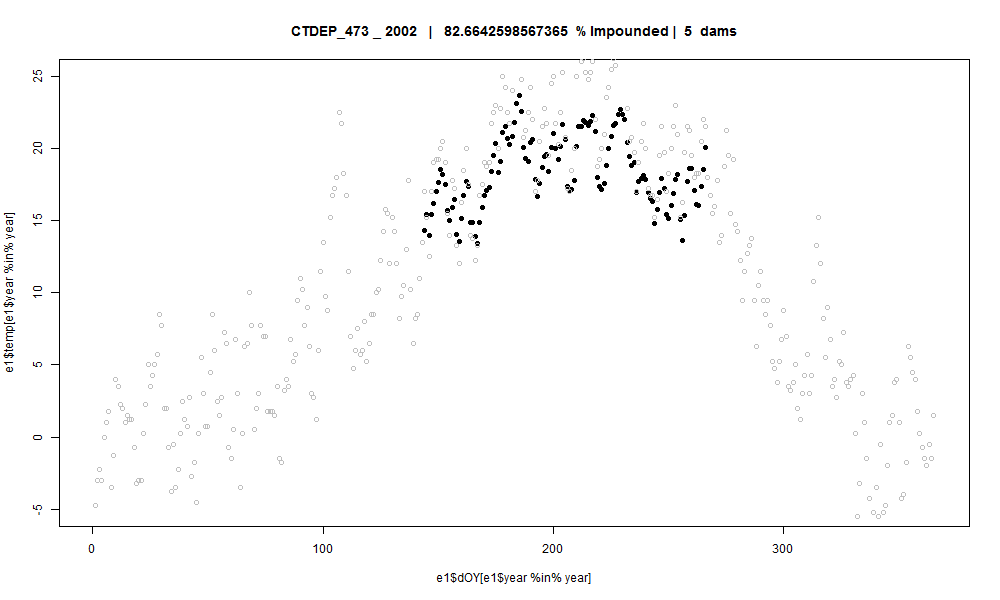 CTDEP_473 _ 2002 | 82.6642598567365 % Impounded | 5 dams
e1$temp[e1$year %in% year]
25
20
15
10
5
0
-5
0 100 200 300
e1$dOY[e1$year %in% year]